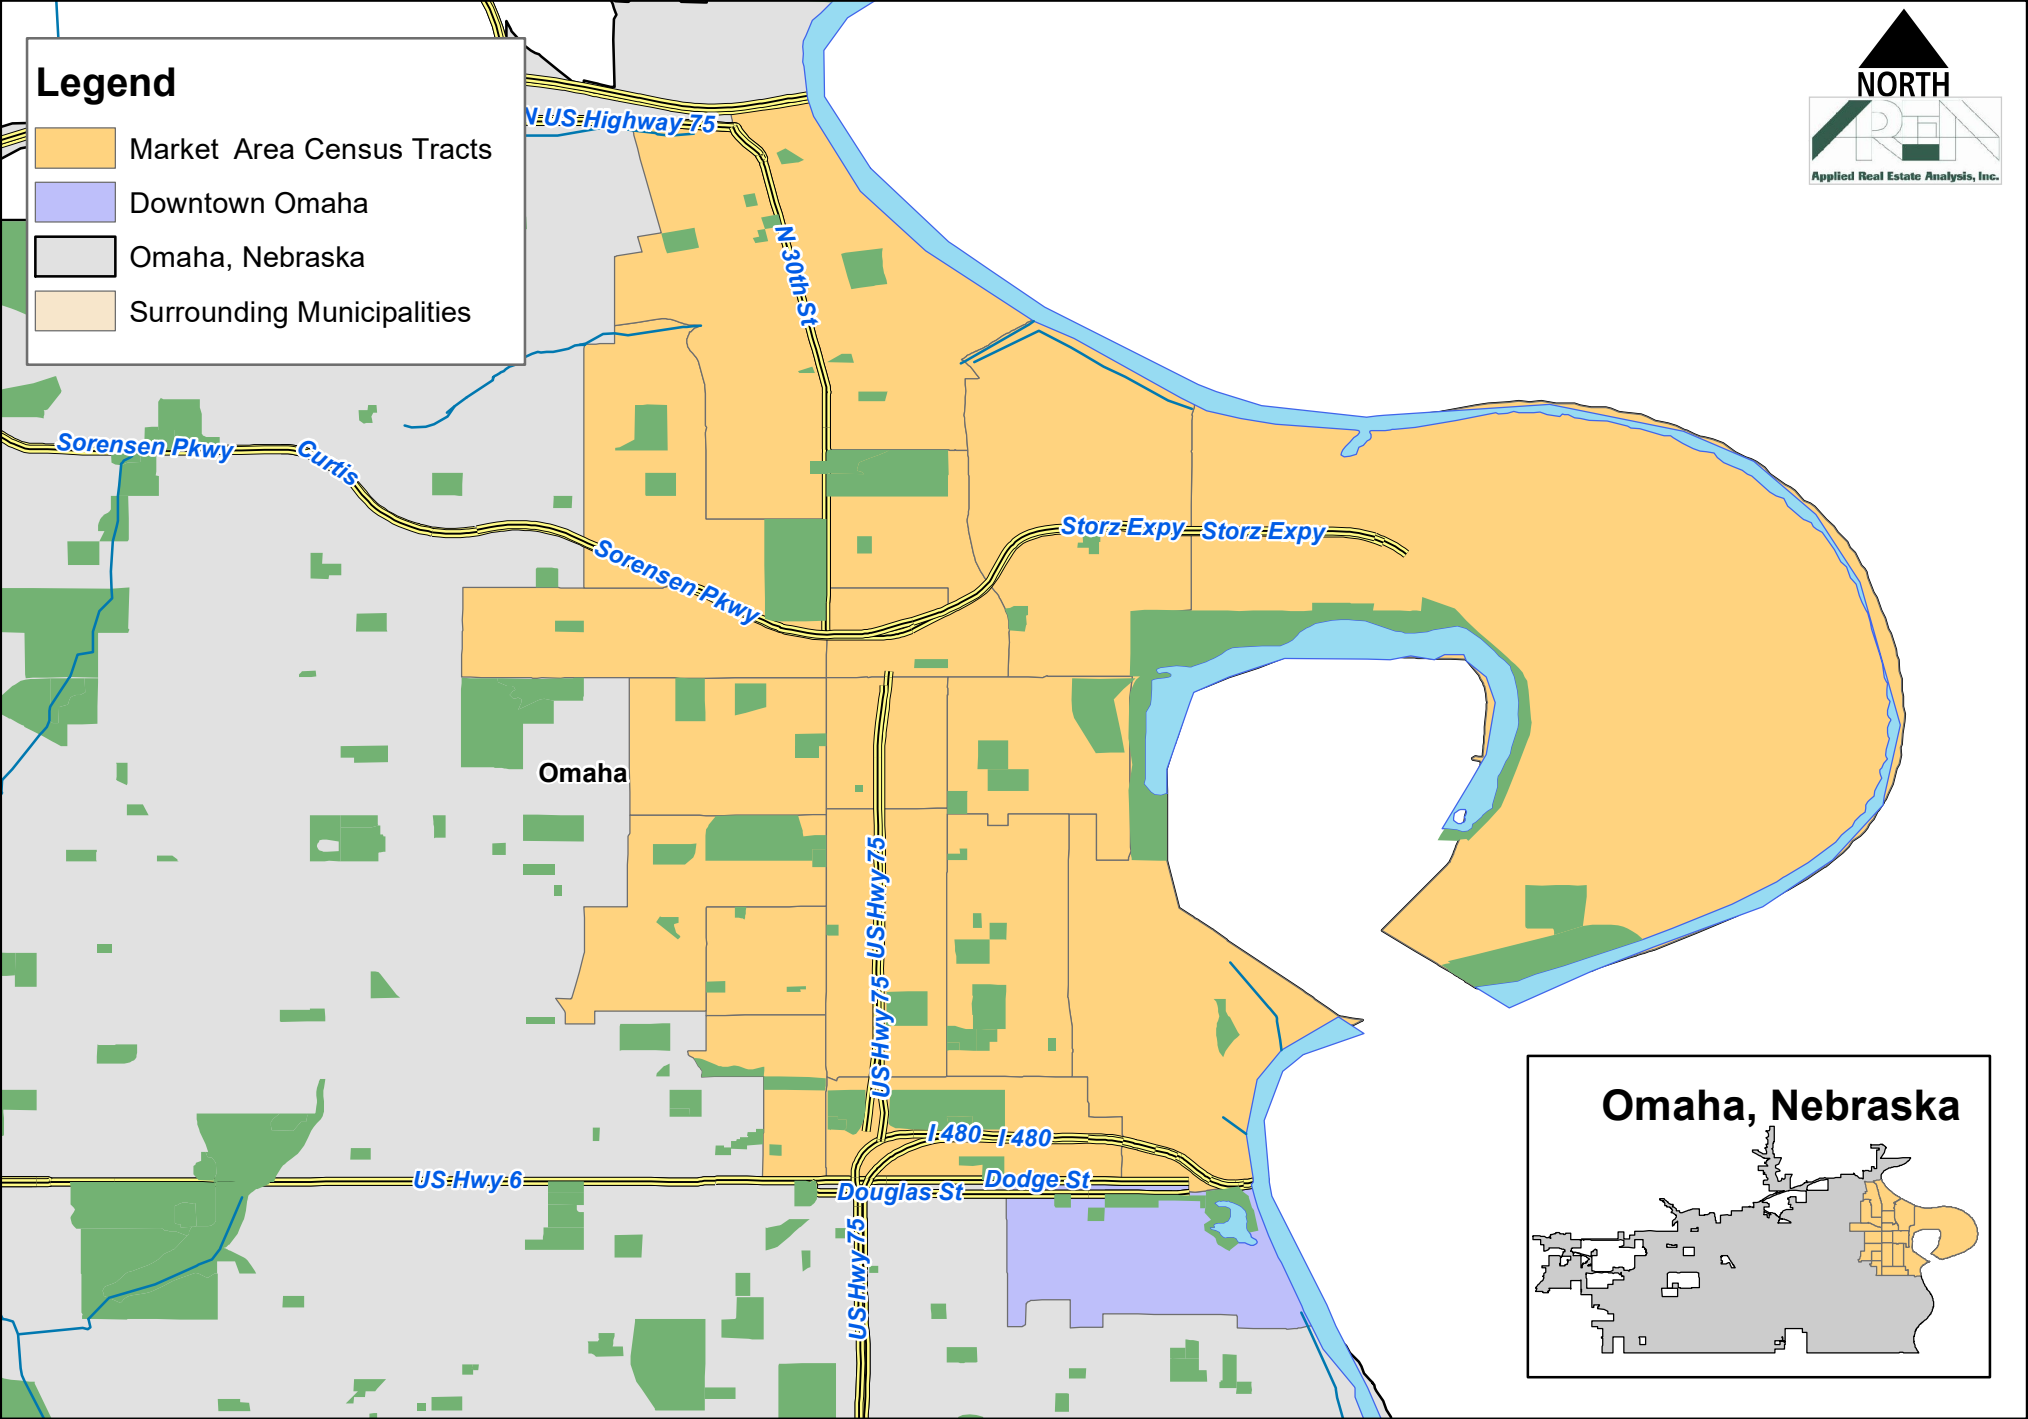 Legend
Market Area Census Tracts
Downtown Omaha
Omaha, Nebraska
Surrounding Municipalities
NORTH
AREA
Applied Real Estate Analysis, Inc.
N US Highway 75
N 30th St
Sorensen Pkwy
Curtis
Sorensen Pkwy
Storz Expy
Storz Expy
Omaha
US Hwy 75
US Hwy 75
I 480
I 480
US Hwy 6
Dodge St
Douglas St
US Hwy 75
Omaha, Nebraska